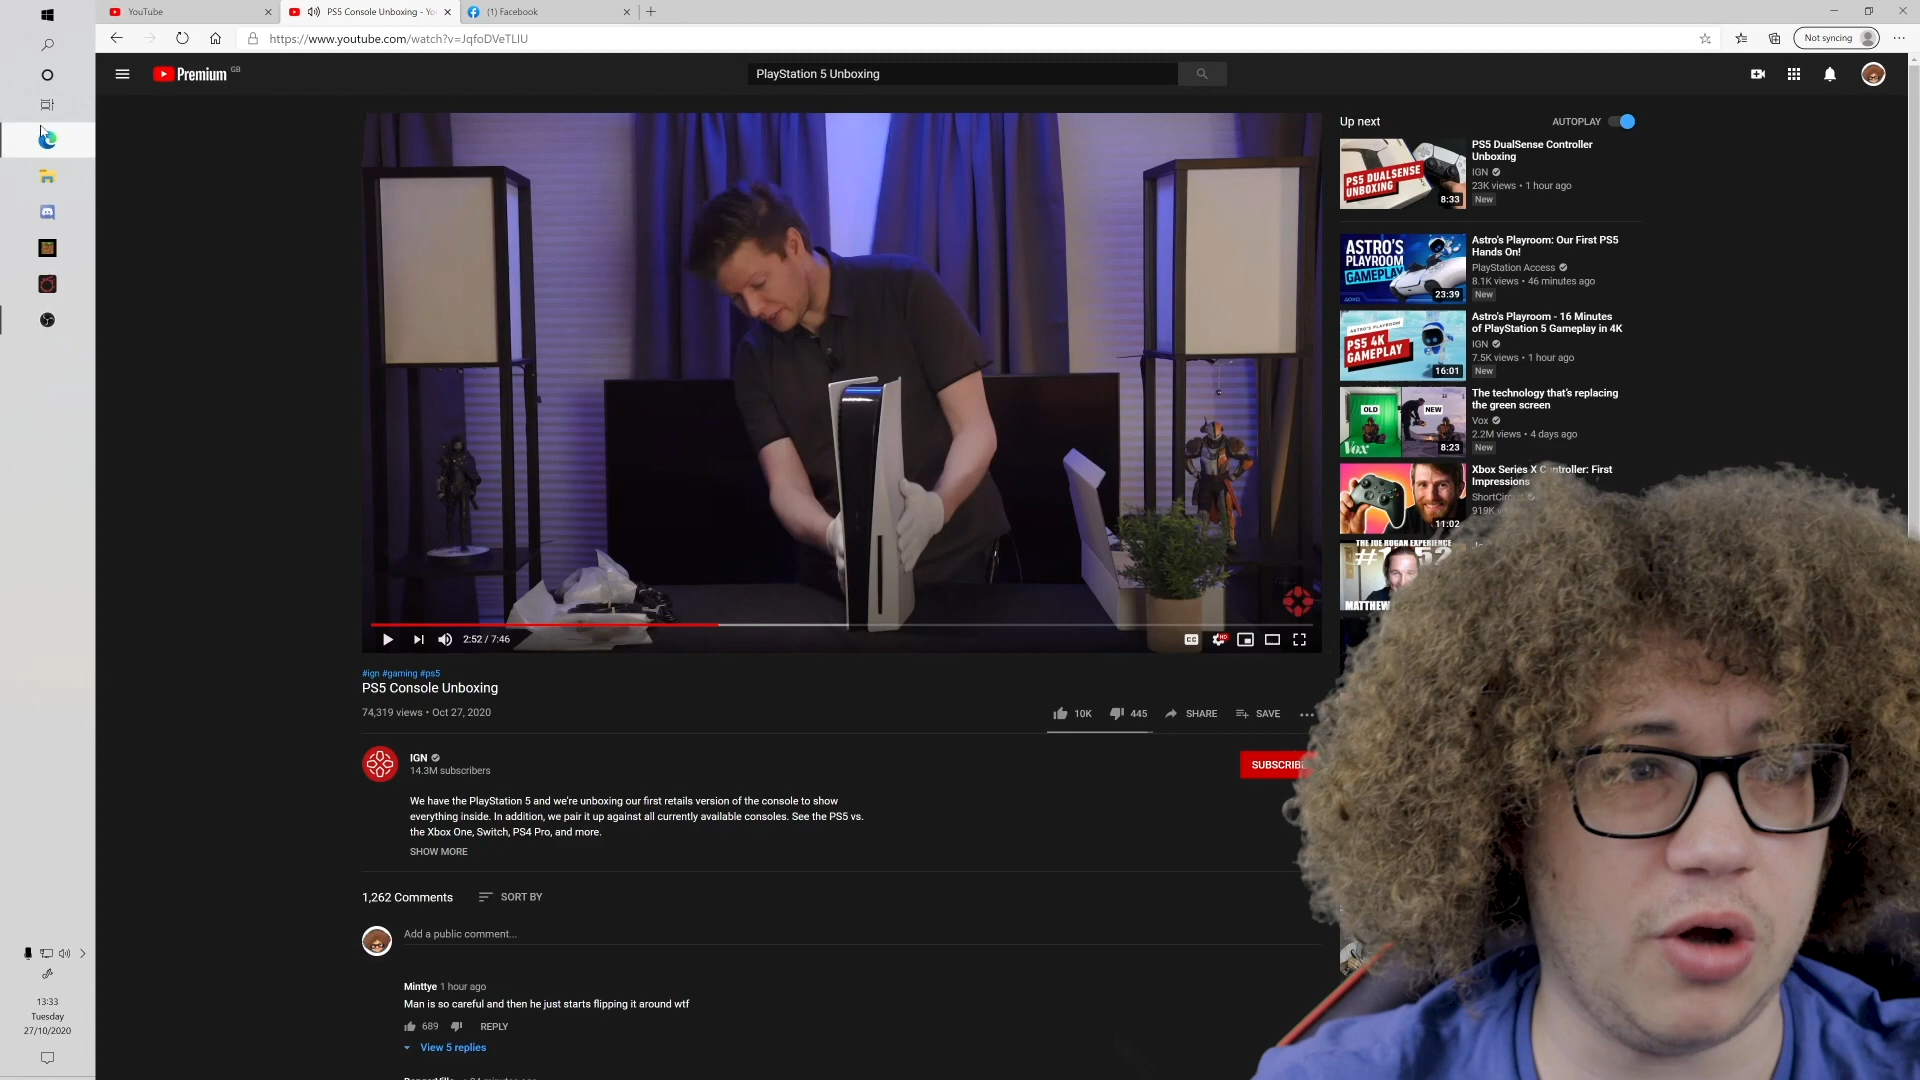 YouTube
PS5 Console Unboxing - Yo
(1) Facebook
https://www.youtube.com/watch?v=JqfoDVeTLIU
Not syncing
Premium GB
PlayStation 5 Unboxing
Up next
AUTOPLAY
PS5 DUALSENSE
UNBOXING
8:33
PS5 DualSense Controller
Unboxing
IGN
23K views • 1 hour ago
New
ASTRO'S
PLAYROOM
GAMEPLAY
23:39
Astro's Playroom: Our First PS5
Hands On!
PlayStation Access
8.1K views • 46 minutes ago
New
ASTRO'S PLAYROOM
PS5 4K
GAMEPLAY
16:01
Astro's Playroom - 16 Minutes
of PlayStation 5 Gameplay in 4K
IGN
7.5K views • 1 hour ago
New
OLD
NEW
Vox
8:23
The technology that's replacing
the green screen
Vox
2.2M views • 4 days ago
New
11:02
Xbox Series X Controller: First
Impressions
919K
THE JOE ROGAN EXPERIENCE
MATTHEW
2:52 / 7:46
CC
HD
#ign #gaming #ps5
PS5 Console Unboxing
74,319 views • Oct 27, 2020
10K
445
SHARE
SAVE
IGN
14.3M subscribers
SUBSCRIBE
We have the PlayStation 5 and we're unboxing our first retails version of the console to show
everything inside. In addition, we pair it up against all currently available consoles. See the PS5 vs.
the Xbox One, Switch, PS4 Pro, and more.
SHOW MORE
1,262 Comments
SORT BY
Add a public comment...
Minttye 1 hour ago
Man is so careful and then he just starts flipping it around wtf
689
REPLY
View 5 replies
13:33
Tuesday
27/10/2020